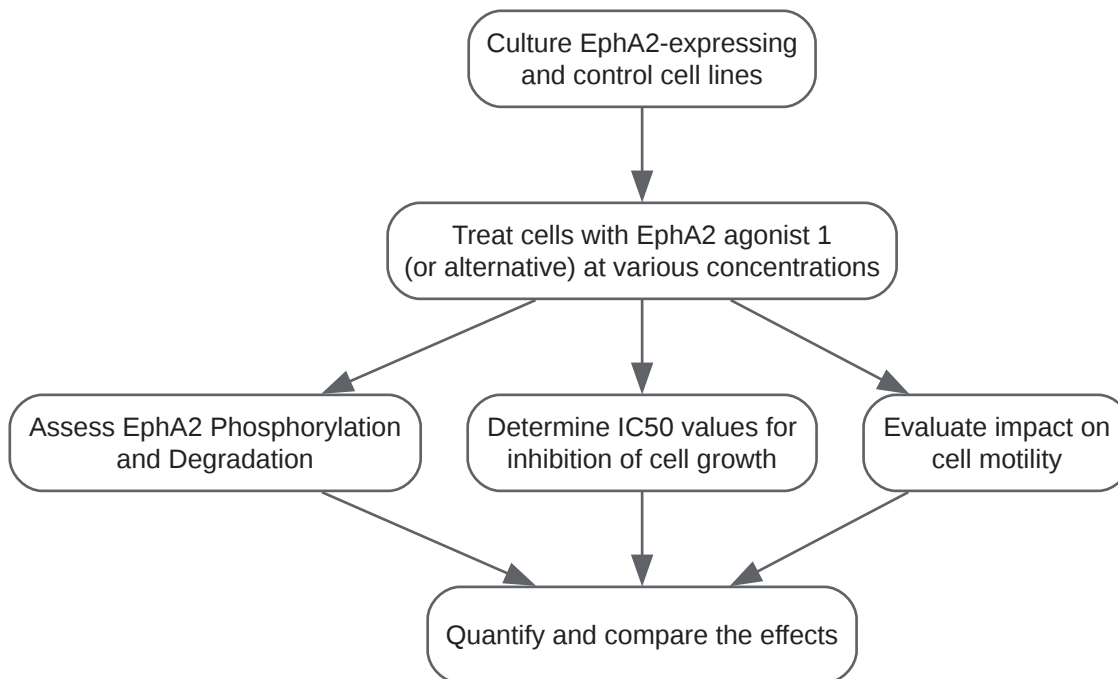 Culture EphA2-expressing
and control cell lines
Treat cells with EphA2 agonist 1
(or alternative) at various concentrations
Assess EphA2 Phosphorylation
and Degradation
Determine IC50 values for
inhibition of cell growth
Evaluate impact on
cell motility
Quantify and compare the effects